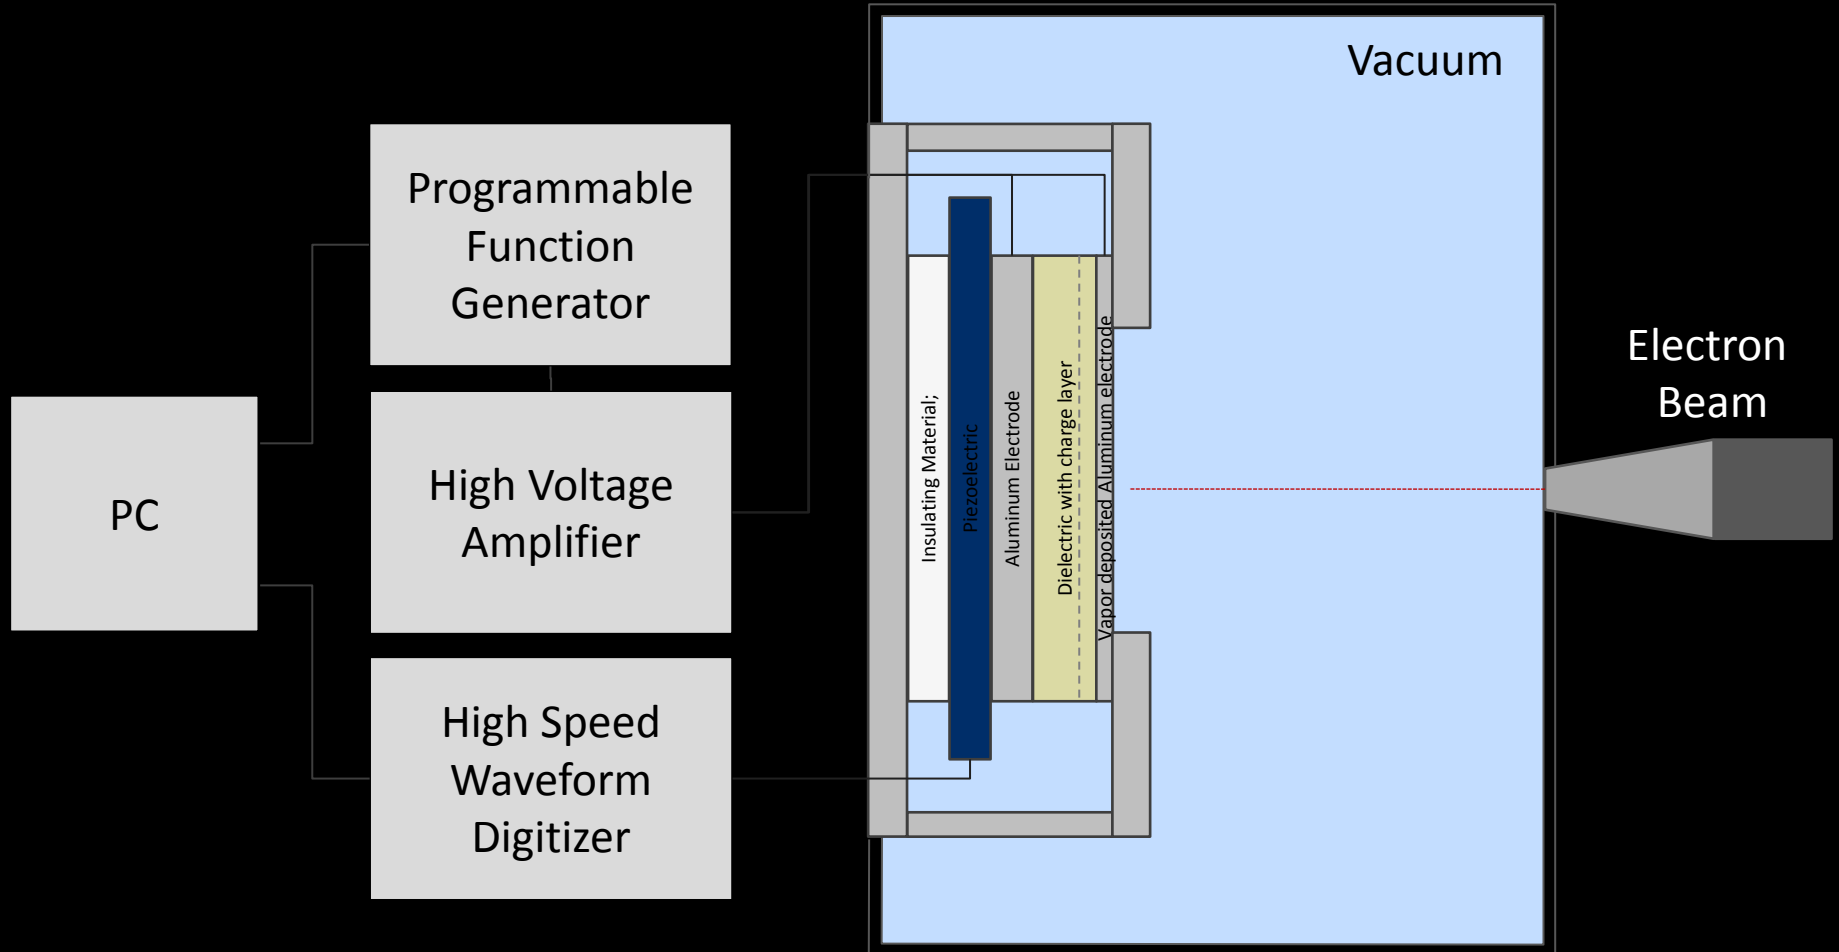 Vacuum
Programmable
Function
Generator
PC
High Voltage
Amplifier
High Speed
Waveform
Digitizer
Insulating Material;
Piezoelectric
Aluminum Electrode
Dielectric with charge layer
Vapor deposited Aluminum electrode
Electron
Beam